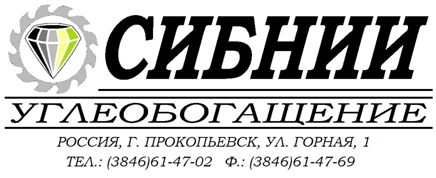 СИБНИИ
УГЛЕОБОГАЩЕНИЕ
РОССИЯ, Г. ПРОКОПЬЕВСК, УЛ. ГОРНАЯ, 1
ТЕЛ.: (3846)61-47-02 Ф.: (3846)61-47-69